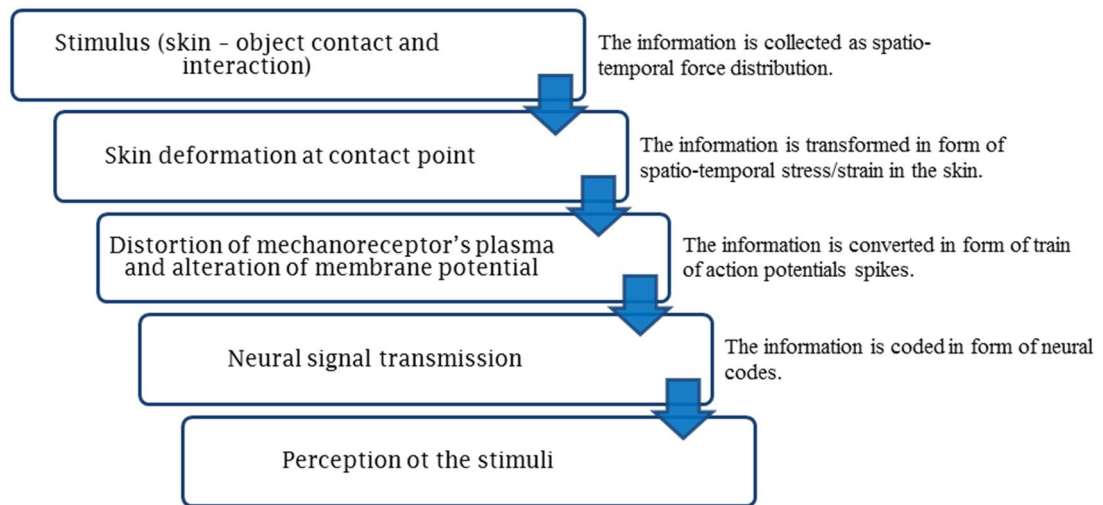 Stimulus (skin – object contact and
interaction)
The information is collected as spatio-
temporal force distribution.
Skin deformation at contact point
The information is transformed in form of
spatio-temporal stress/strain in the skin.
Distortion of mechanoreceptor's plasma
and alteration of membrane potential
The information is converted in form of train
of action potentials spikes.
Neural signal transmission
The information is coded in form of neural
codes.
Perception ot the stimuli